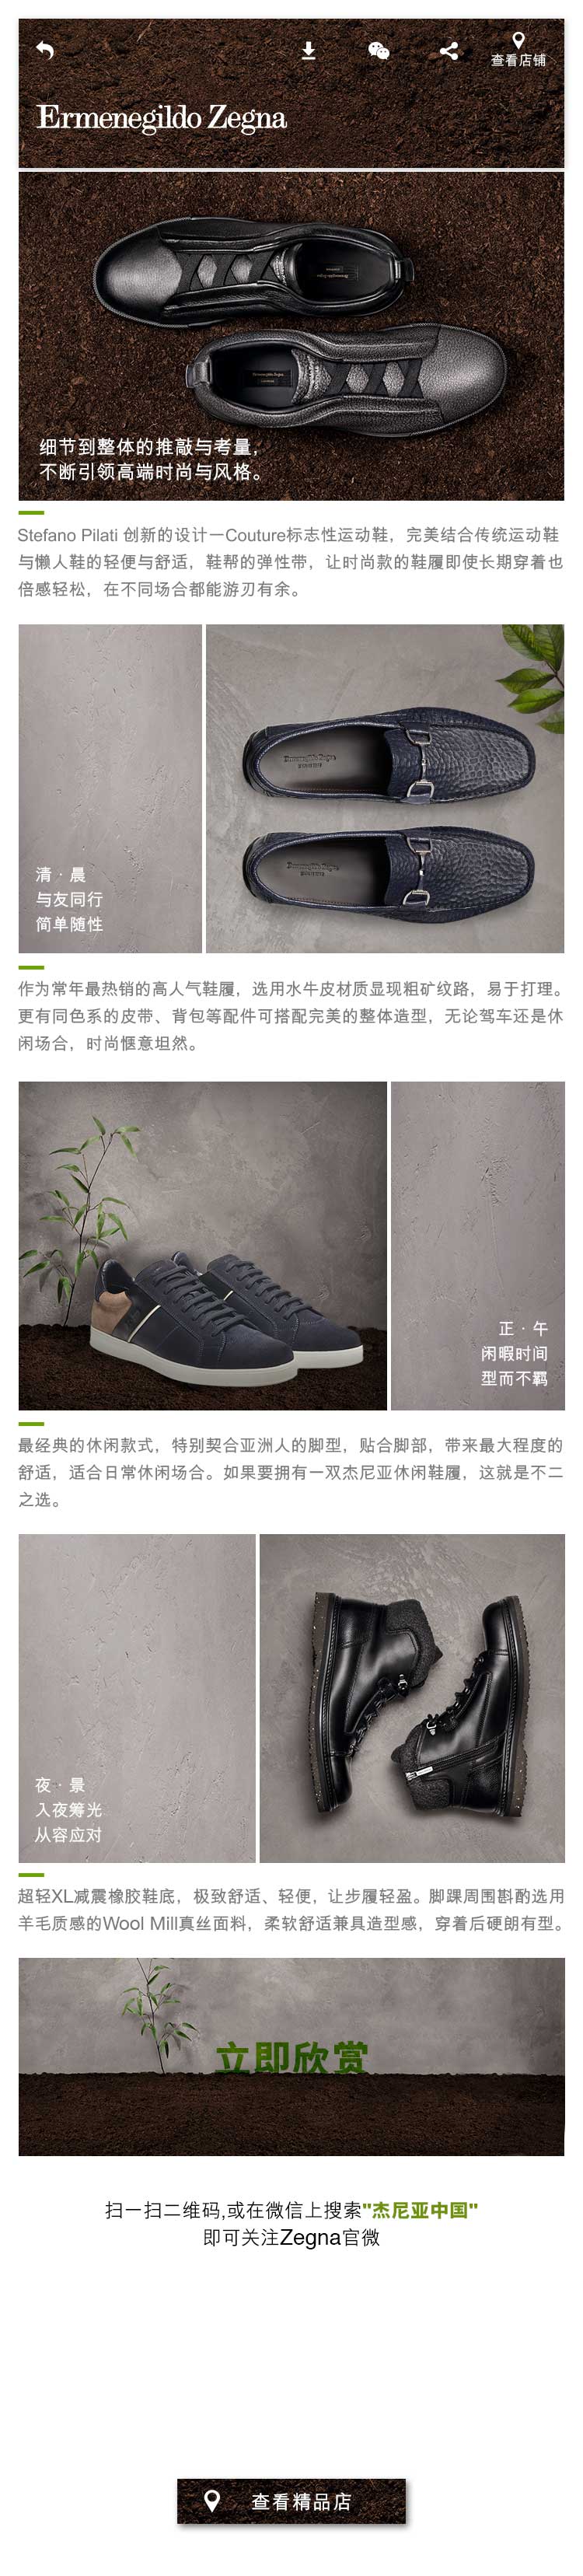 查看店铺
Ermenegildo Zegna
细节到整体的推敲与考量，
不断引领高端时尚与风格。
Stefano Pilati 创新的设计一Couture标志性运动鞋，完美结合传统运动鞋
与懒人鞋的轻便与舒适，鞋帮的弹性带，让时尚款的鞋履即使长期穿着也
倍感轻松，在不同场合都能游刃有余。
清 · 晨
与友同行
简单随性
作为常年最热销的高人气鞋履，选用水牛皮材质显现粗矿纹路，易于打理。
更有同色系的皮带、背包等配件可搭配完美的整体造型，无论驾车还是休
闲场合，时尚惬意坦然。
正 · 午
闲暇时间
型而不羁
最经典的休闲款式，特别契合亚洲人的脚型，贴合脚部，带来最大程度的
舒适，适合日常休闲场合。如果要拥有一双杰尼亚休闲鞋履，这就是不二
之选。
夜 · 景
入夜筹光
从容应对
超轻XL减震橡胶鞋底，极致舒适、轻便，让步履轻盈。脚踝周围斟酌选用
羊毛质感的Wool Mill真丝面料，柔软舒适兼具造型感，穿着后硬朗有型。
立即欣赏
扫一扫二维码,或在微信上搜索"杰尼亚中国"
即可关注Zegna官微
查看精品店